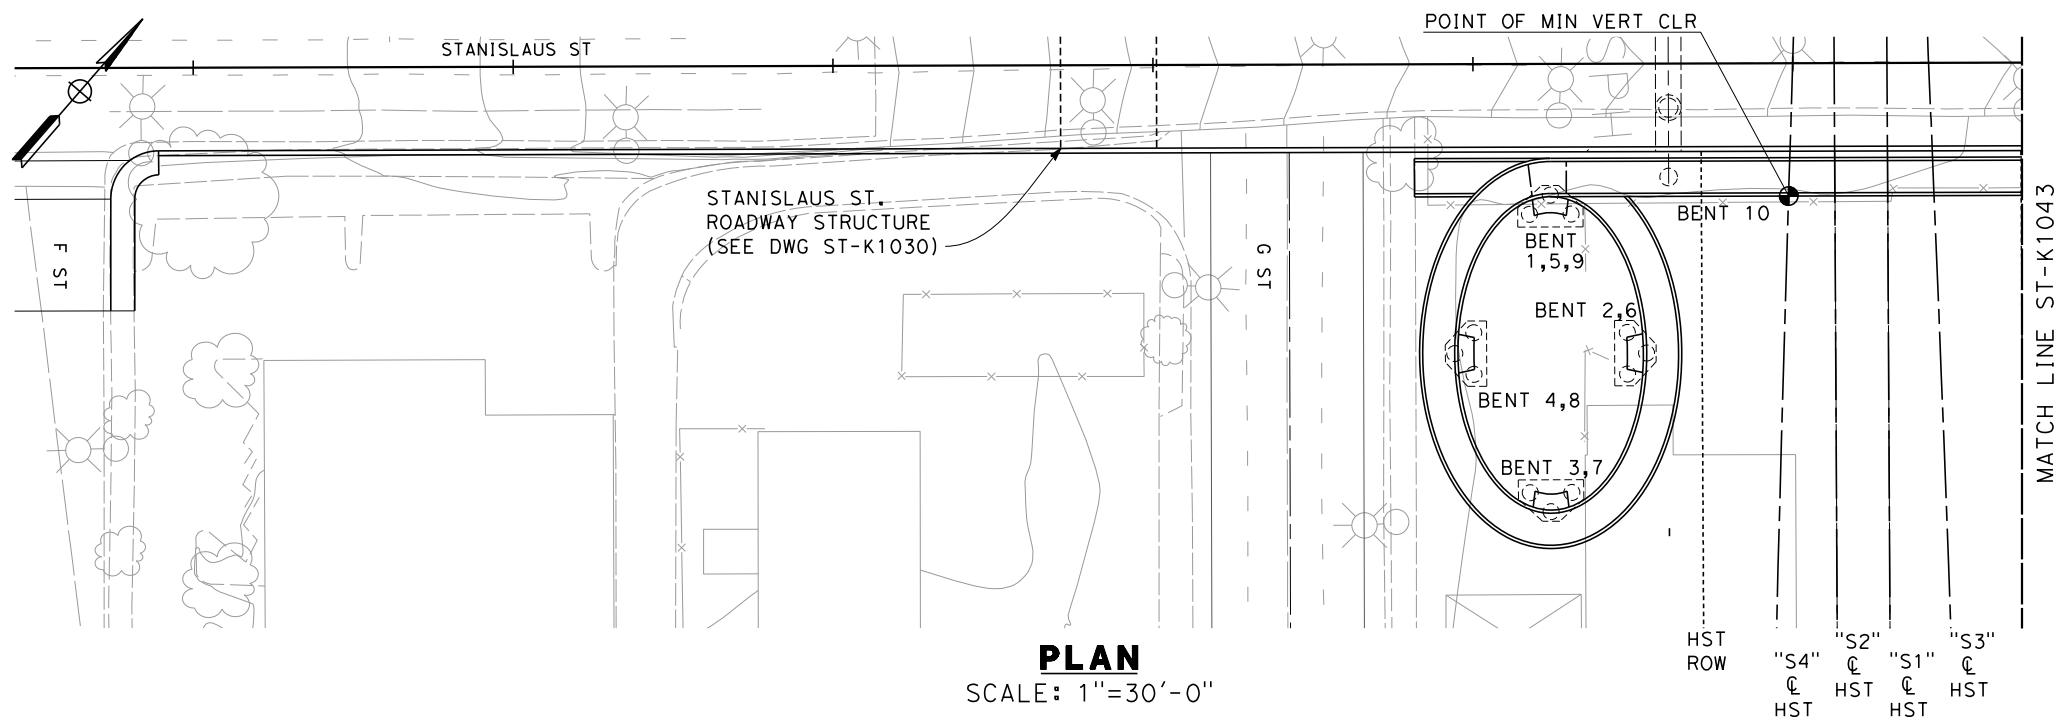 POINT OF MIN VERT CLR
STANISLAUS ST
STANISLAUS ST.
ROADWAY STRUCTURE
(SEE DWG ST-K1030)
F ST
G ST
BENT 10
BENT
1,5,9
BENT 2,6
BENT 4,8
BENT 3,7
MATCH LINE ST-K1043
HST
ROW
"S4"
℄
HST
"S2"
℄
HST
"S1"
℄
HST
"S3"
℄
HST
PLAN
SCALE: 1"=30'-0"